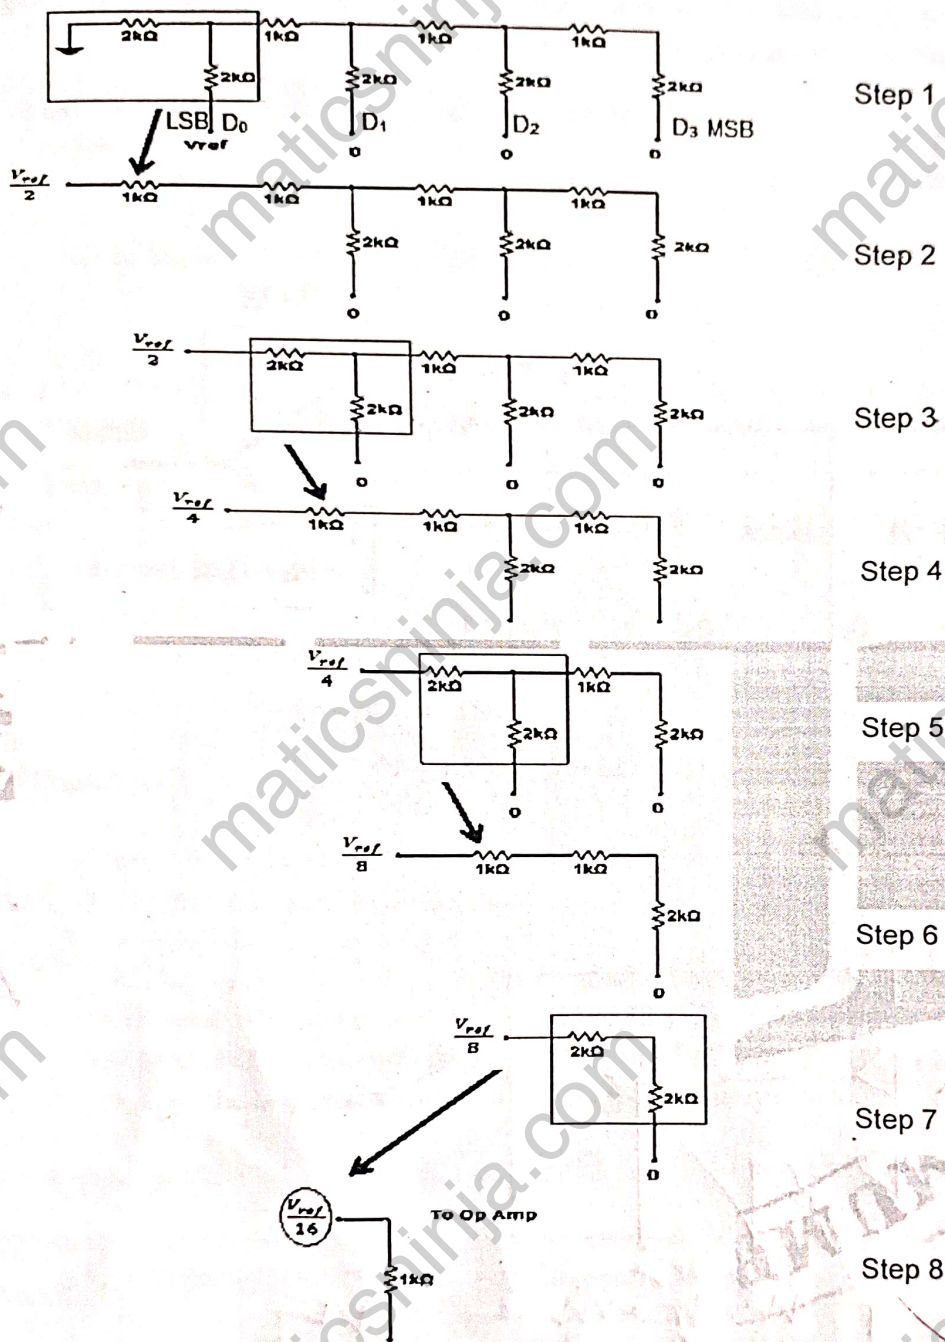 2kΩ 1kΩ 1kΩ 1kΩ
2kΩ 2kΩ 2kΩ 2kΩ
Step 1
LSB D₀ D₁ D₂ D₃ MSB
Vref 0 0 0
Vref/2 1kΩ 1kΩ 1kΩ 1kΩ
2kΩ 2kΩ 2kΩ
Step 2
0 0 0
Vref/2 2kΩ 1kΩ 1kΩ
2kΩ 2kΩ 2kΩ
Step 3
0 0 0
Vref/4 1kΩ 1kΩ 1kΩ
2kΩ 2kΩ
Step 4
Vref/4 2kΩ 1kΩ
2kΩ 2kΩ
Step 5
0 0
Vref/8 1kΩ 1kΩ
2kΩ
Step 6
0
Vref/8 2kΩ
2kΩ
Step 7
0
Vref/16 To Op Amp
1kΩ
Step 8
maticsninja.com
maticsninja.com